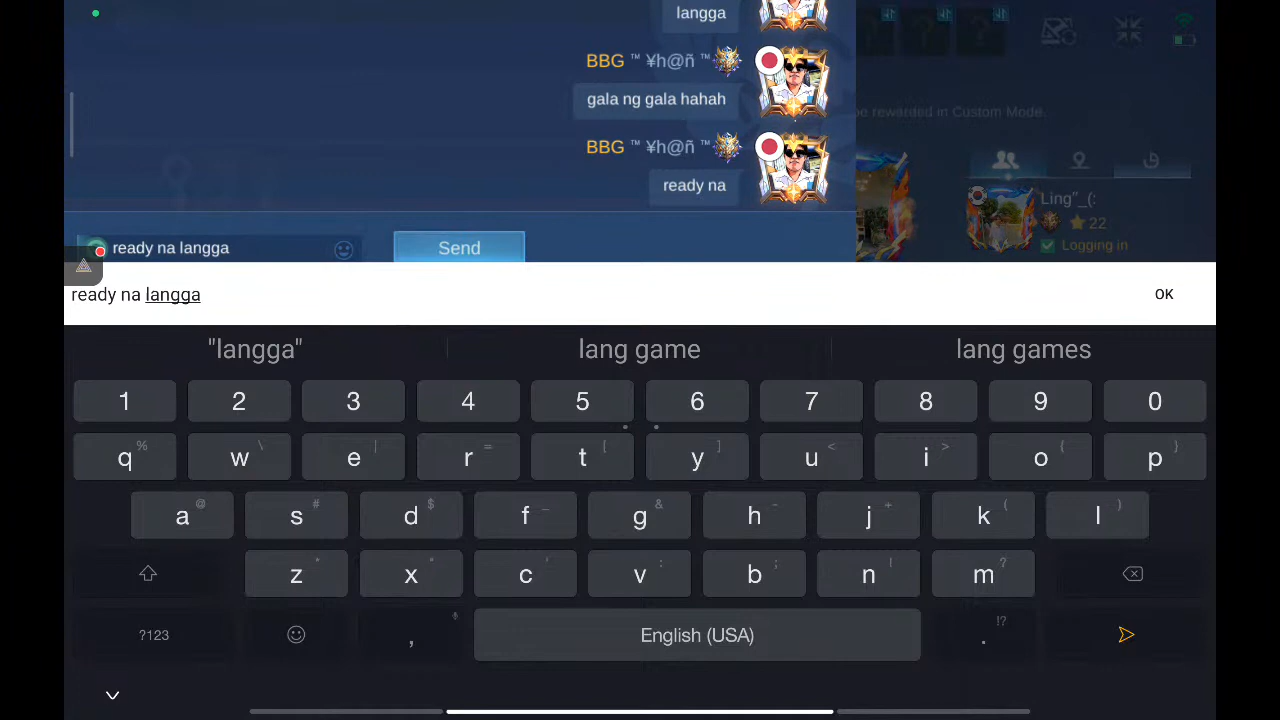 langga
BBG ™ ¥h@ñ ™
gala ng gala hahah
BBG ™ ¥h@ñ ™
ready na
be rewarded in Custom Mode.
Ling"_(:
22
Logging in
ready na langga
Send
ready na langga
OK
"langga"
lang game
lang games
1 2 3 4 5 6 7 8 9 0
q % w \ e | r = t [ y ] u < i > o { p }
a @ s # d $ f _ g & h - j + k ( l )
z * x " c ' v : b ; n ! m ?
?123 , English (USA) . !?